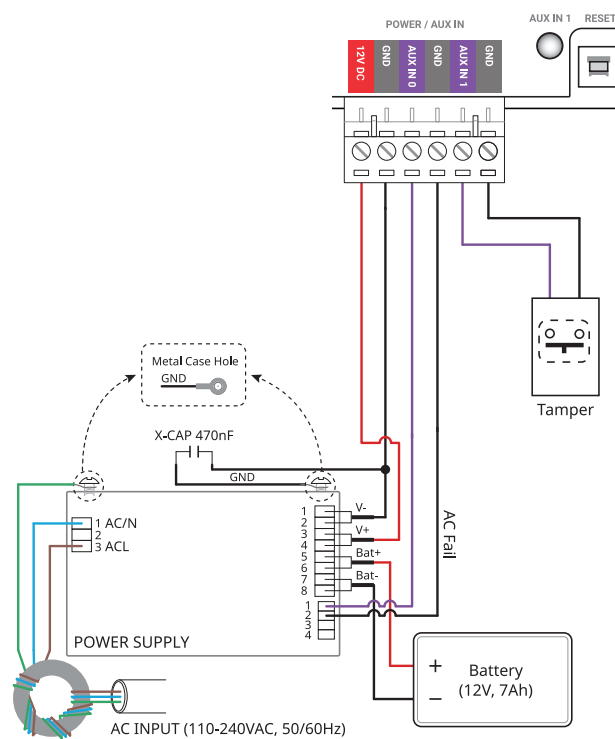 AUX IN 1 RESET
POWER / AUX IN
12V DC
GND
AUX IN 0
GND
AUX IN 1
GND
Tamper
Metal Case Hole
GND
X-CAP 470nF
GND
1 AC/N
2
3 ACL
1
2
3
4
5
6
7
8
V-
V+
Bat+
Bat-
AC Fail
1
2
3
4
POWER SUPPLY
+
−
Battery
(12V, 7Ah)
AC INPUT (110-240VAC, 50/60Hz)